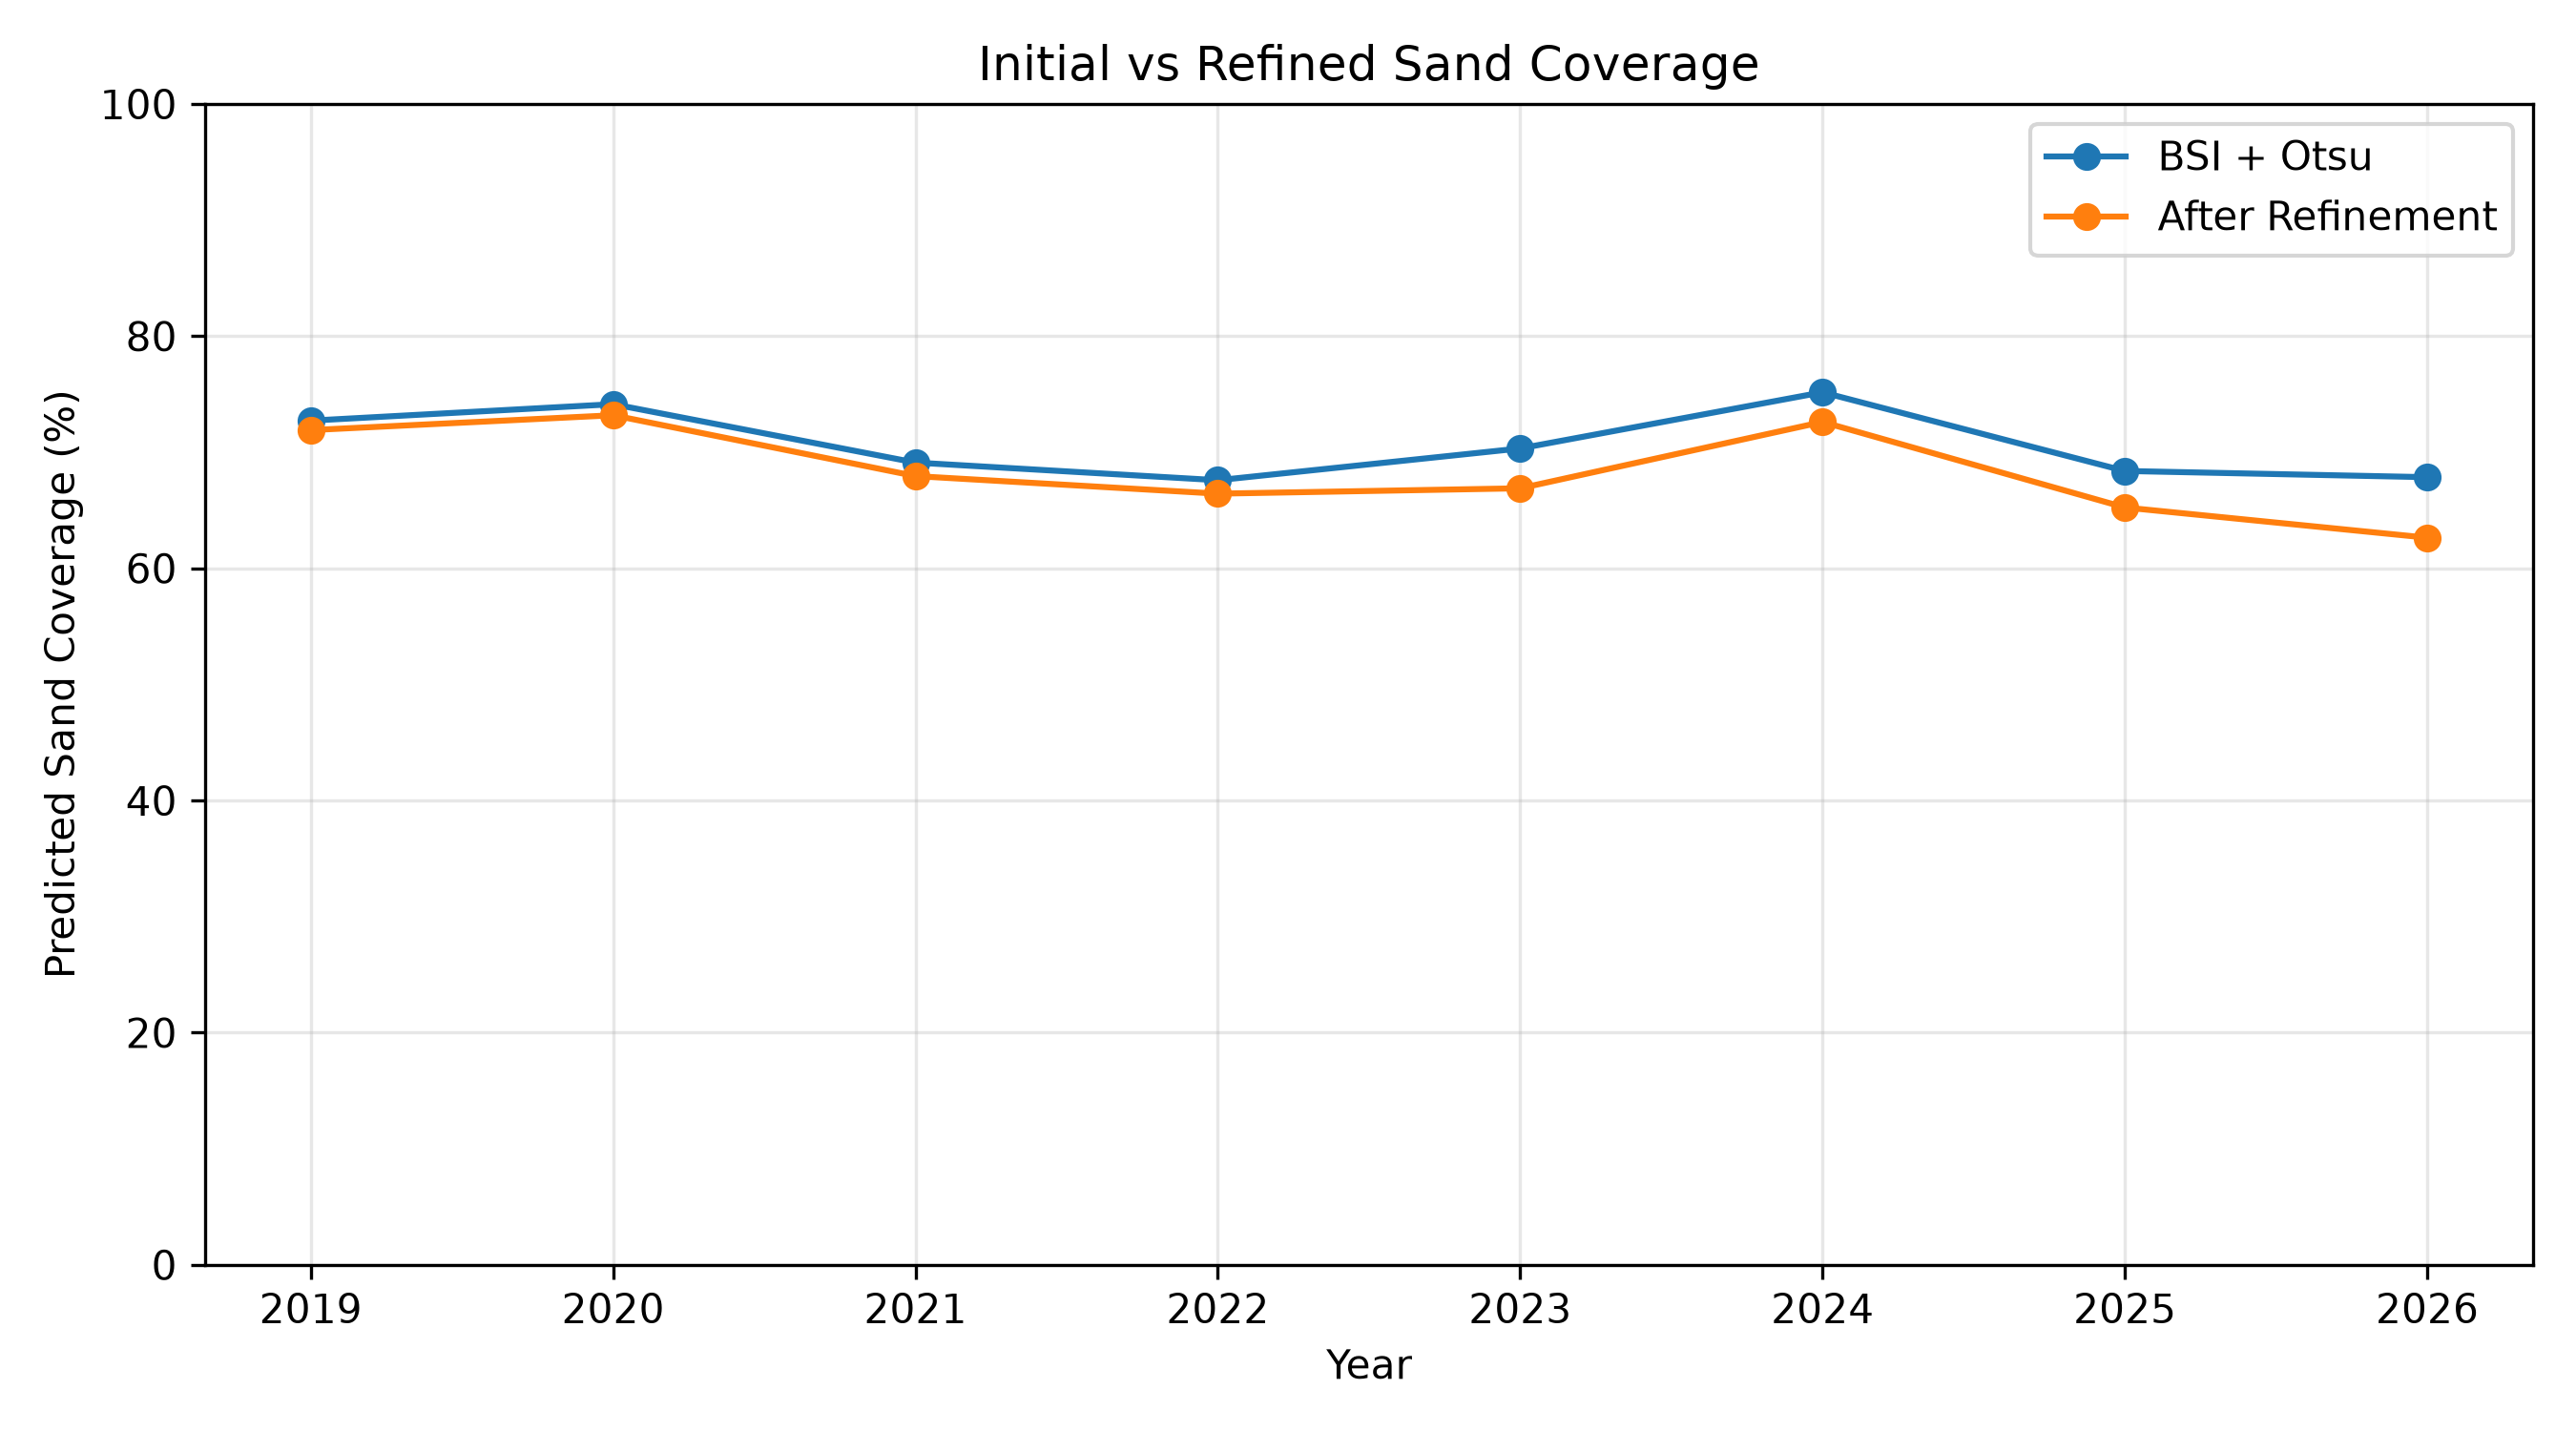 Initial vs Refined Sand Coverage
BSI + Otsu
After Refinement
Predicted Sand Coverage (%)
100
80
60
40
20
0
2019 2020 2021 2022 2023 2024 2025 2026
Year